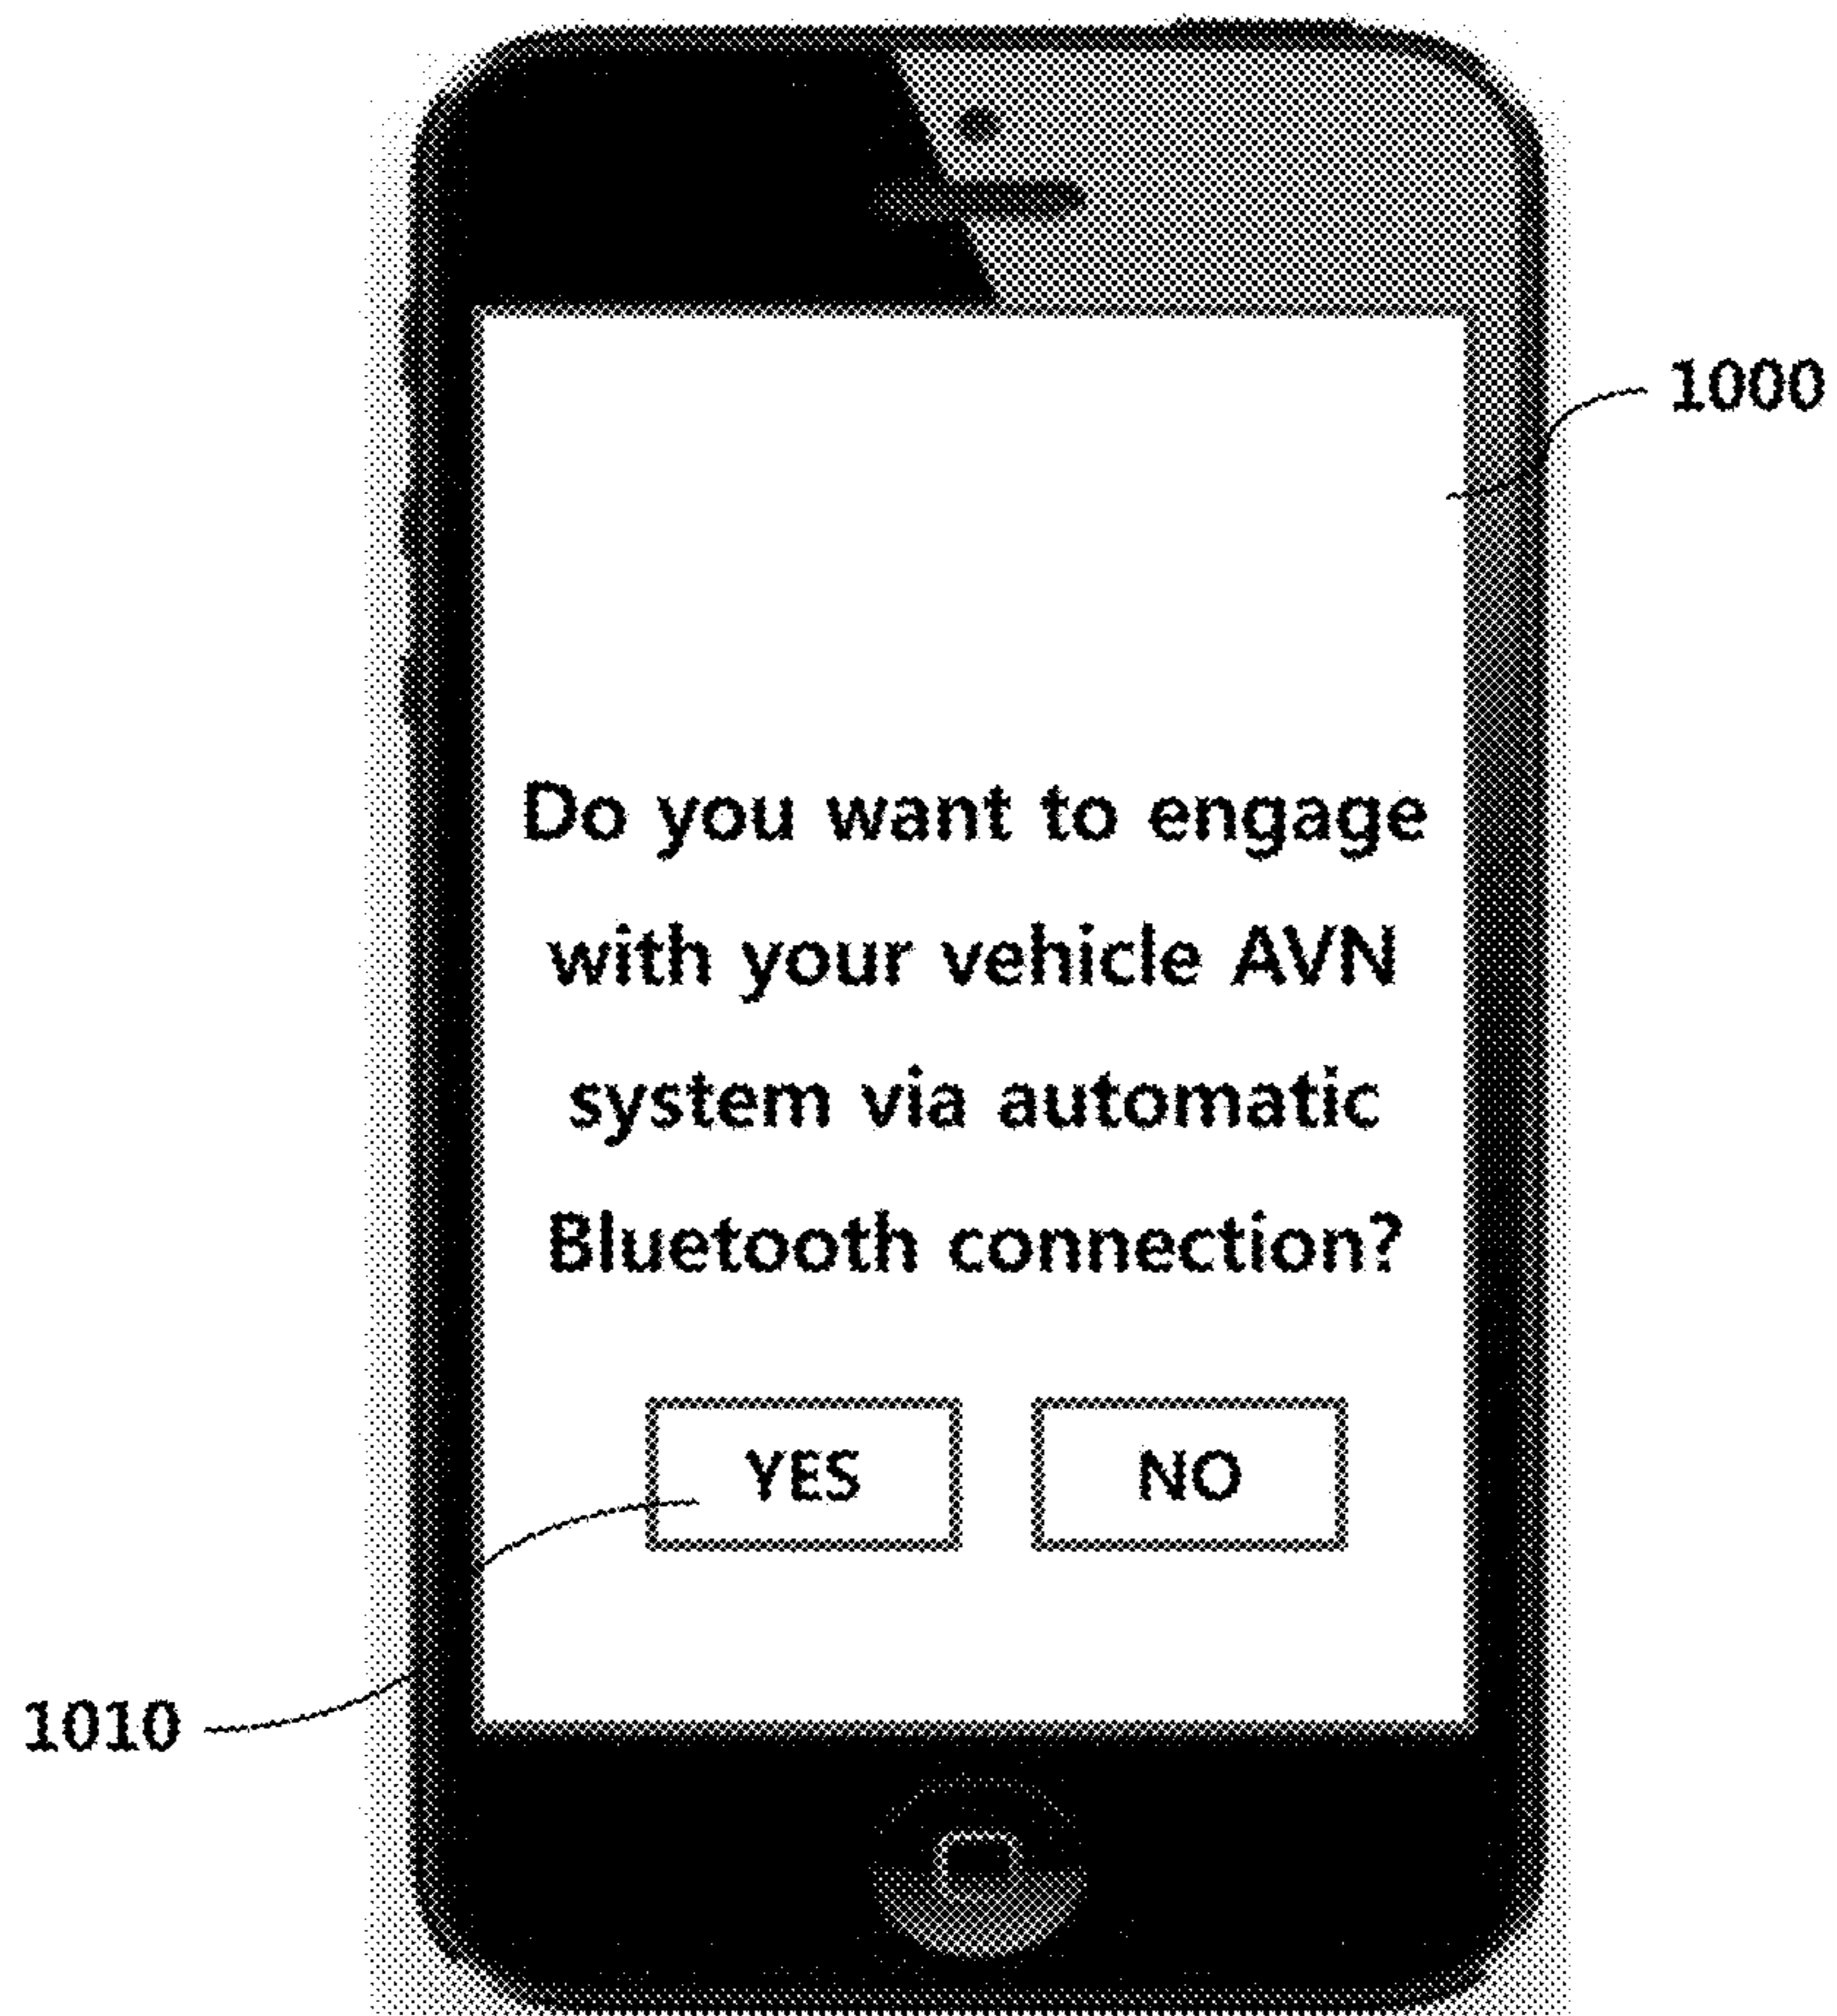 1000
Do you want to engage
with your vehicle AVN
system via automatic
Bluetooth connection?
YES NO
1010